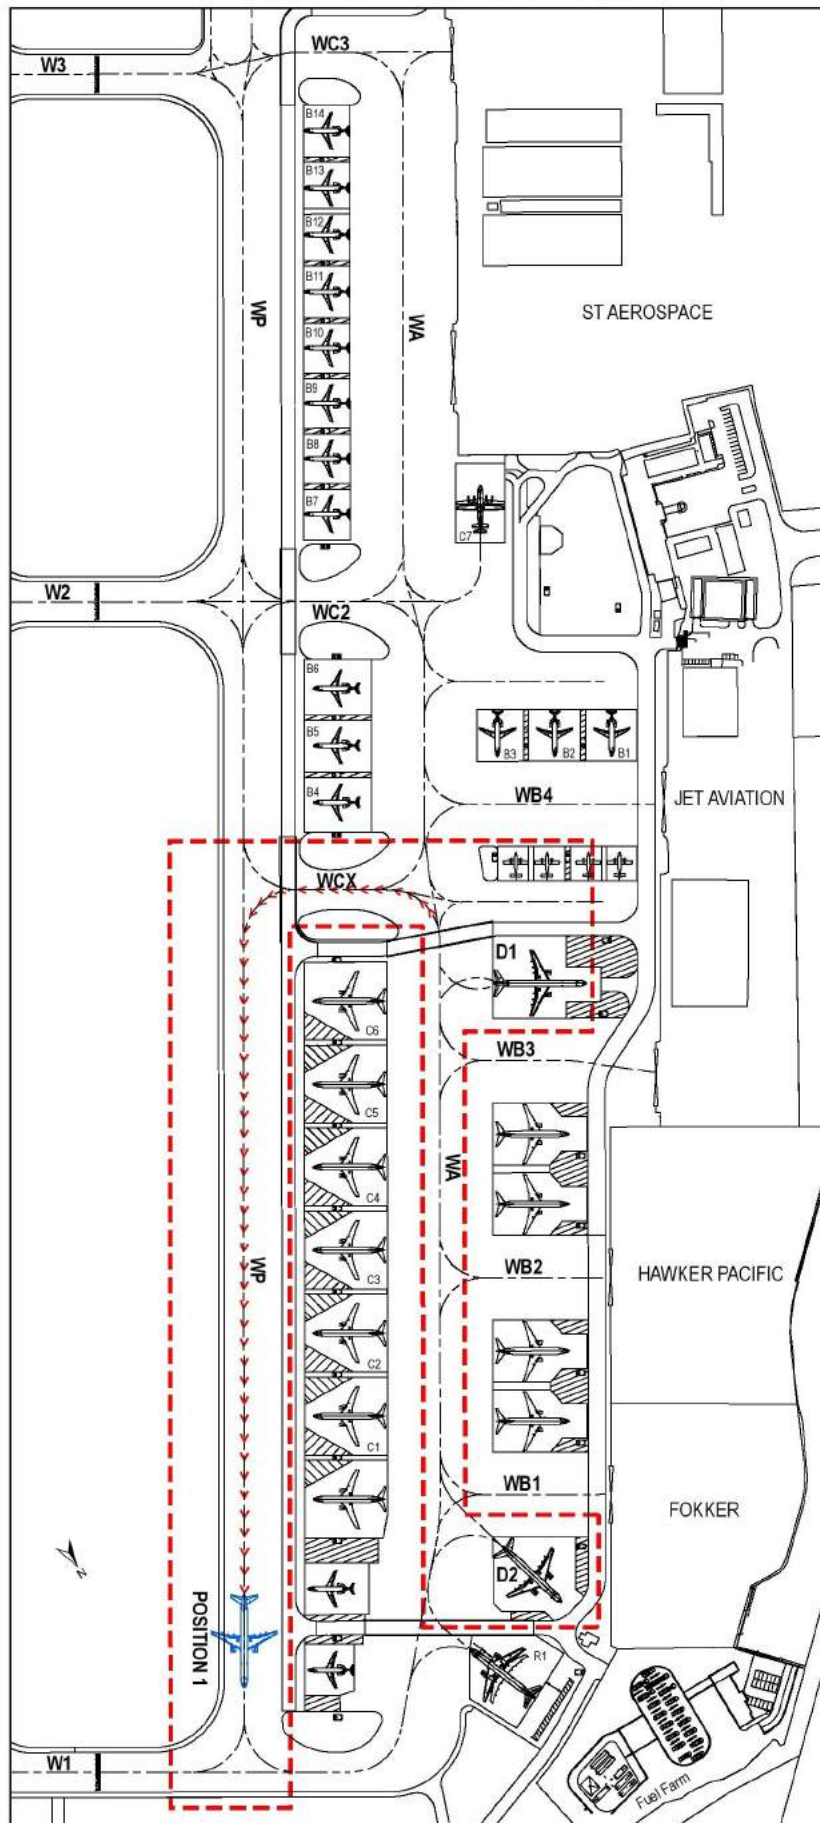 WC3
W3
B14
B13
B12
B11
B10
B9
B8
B7
WP
WA
ST AEROSPACE
C7
W2
WC2
B6
B5
B4
B3
B2
B1
WB4
JET AVIATION
WCX
D1
C6
WB3
C5
WA
C4
WP
C3
WB2
HAWKER PACIFIC
C2
C1
WB1
FOKKER
D2
N
POSITION 1
R1
W1
Fuel Farm